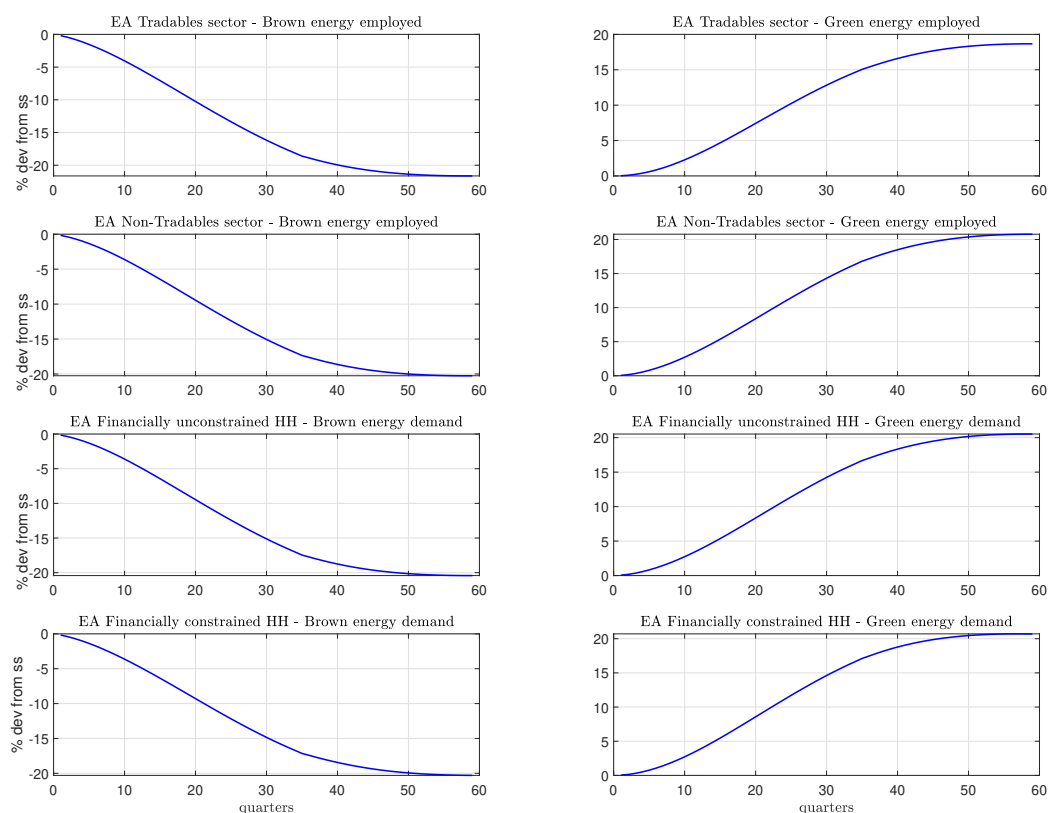 EA Tradables sector - Brown energy employed
% dev from ss
0
-5
-10
-15
-20
0 10 20 30 40 50 60
EA Tradables sector - Green energy employed
20
15
10
5
0
0 10 20 30 40 50 60
EA Non-Tradables sector - Brown energy employed
% dev from ss
0
-5
-10
-15
-20
0 10 20 30 40 50 60
EA Non-Tradables sector - Green energy employed
20
15
10
5
0
0 10 20 30 40 50 60
EA Financially unconstrained HH - Brown energy demand
% dev from ss
0
-5
-10
-15
-20
0 10 20 30 40 50 60
EA Financially unconstrained HH - Green energy demand
20
15
10
5
0
0 10 20 30 40 50 60
EA Financially constrained HH - Brown energy demand
% dev from ss
0
-5
-10
-15
-20
0 10 20 30 40 50 60
quarters
EA Financially constrained HH - Green energy demand
20
15
10
5
0
0 10 20 30 40 50 60
quarters